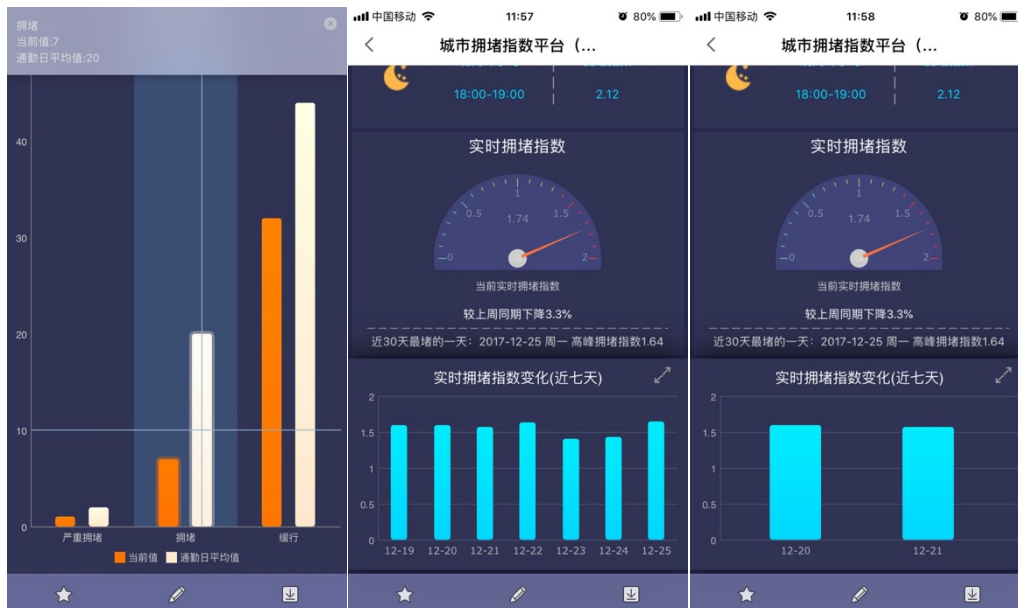 拥堵
当前值:7
通勤日平均值:20
40
30
20
10
0
严重拥堵 拥堵 缓行
当前值 通勤日平均值
中国移动 11:57 80%
城市拥堵指数平台（...
18:00-19:00 2.12
实时拥堵指数
0 0.5 1 1.5 2
1.74
当前实时拥堵指数
较上周同期下降3.3%
近30天最堵的一天：2017-12-25 周一 高峰拥堵指数1.64
实时拥堵指数变化(近七天)
2
1.5
1
0.5
0
12-19 12-20 12-21 12-22 12-23 12-24 12-25
中国移动 11:58 80%
城市拥堵指数平台（...
18:00-19:00 2.12
实时拥堵指数
0 0.5 1 1.5 2
1.74
当前实时拥堵指数
较上周同期下降3.3%
近30天最堵的一天：2017-12-25 周一 高峰拥堵指数1.64
实时拥堵指数变化(近七天)
2
1.5
1
0.5
0
12-20 12-21